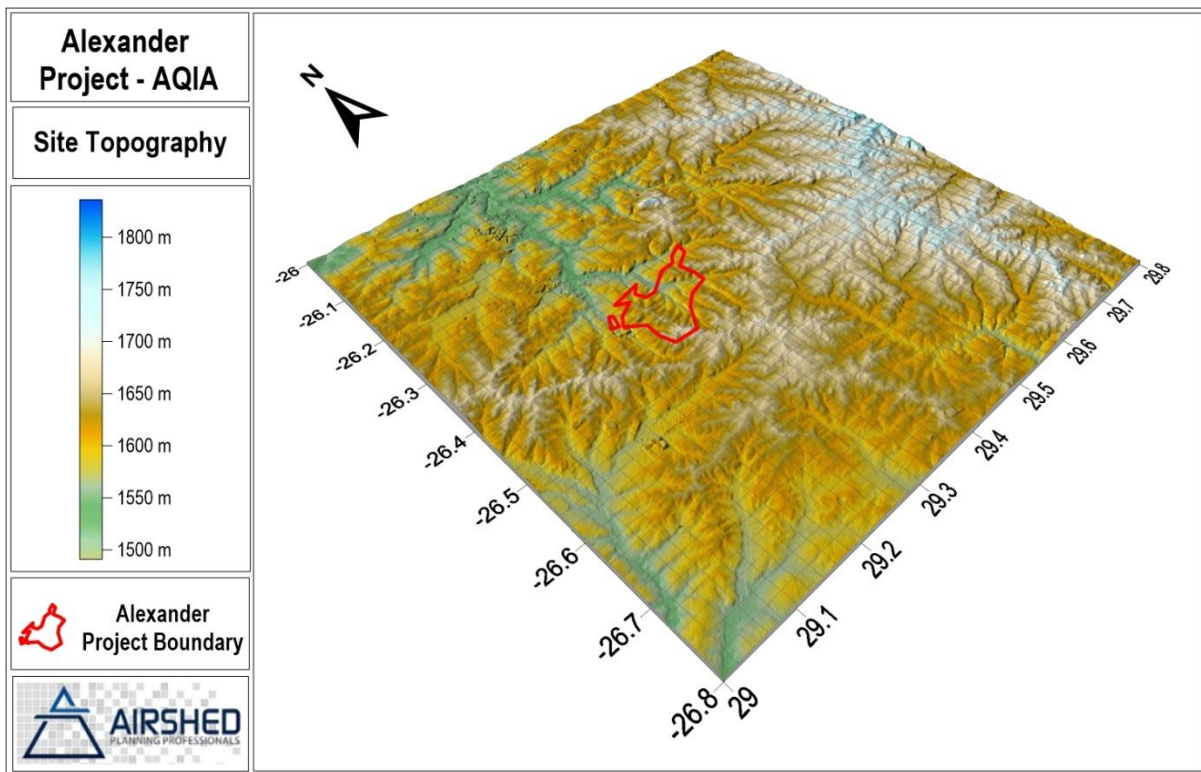 Alexander
Project - AQIA
Site Topography
1800 m
1750 m
1700 m
1650 m
1600 m
1550 m
1500 m
Alexander
Project Boundary
AIRSHED
PLANNING PROFESSIONALS
N
-26
-26.1
-26.2
-26.3
-26.4
-26.5
-26.6
-26.7
-26.8
29
29.1
29.2
29.3
29.4
29.5
29.6
29.7
29.8